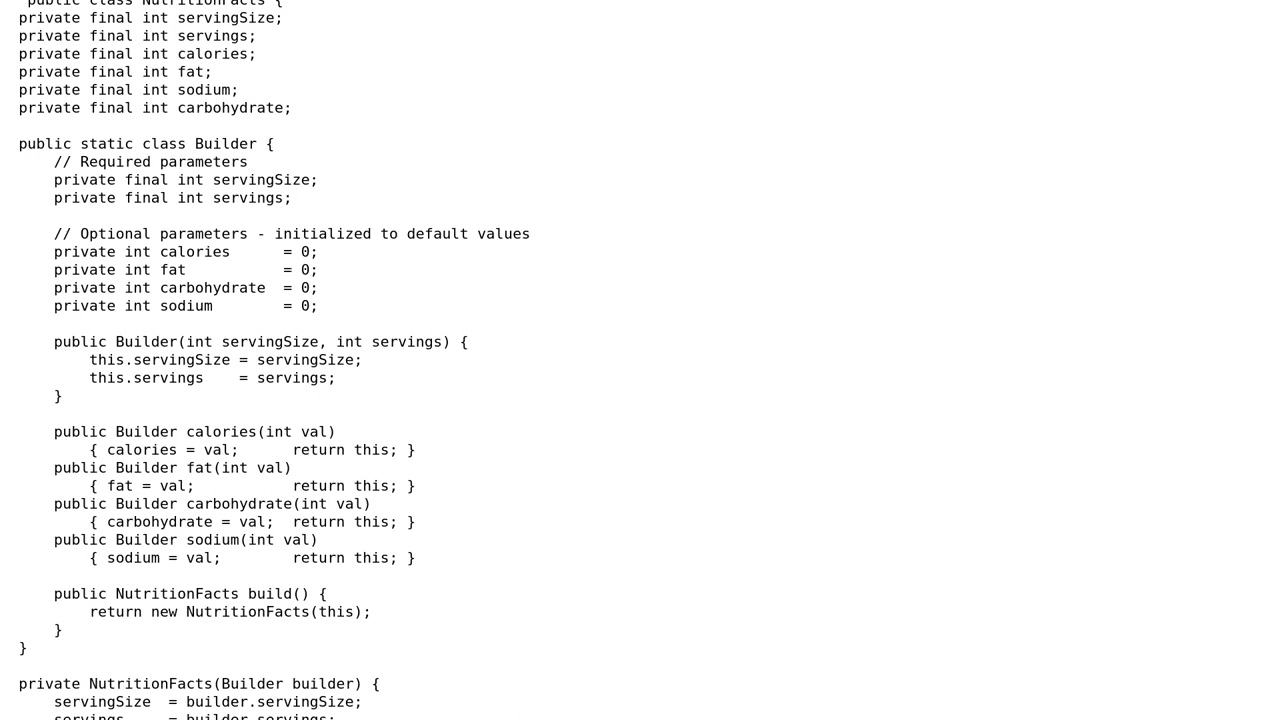 public class NutritionFacts {
private final int servingSize;
private final int servings;
private final int calories;
private final int fat;
private final int sodium;
private final int carbohydrate;

public static class Builder {
    // Required parameters
    private final int servingSize;
    private final int servings;

    // Optional parameters - initialized to default values
    private int calories      = 0;
    private int fat           = 0;
    private int carbohydrate  = 0;
    private int sodium        = 0;

    public Builder(int servingSize, int servings) {
        this.servingSize = servingSize;
        this.servings    = servings;
    }

    public Builder calories(int val)
        { calories = val;      return this; }
    public Builder fat(int val)
        { fat = val;           return this; }
    public Builder carbohydrate(int val)
        { carbohydrate = val;  return this; }
    public Builder sodium(int val)
        { sodium = val;        return this; }

    public NutritionFacts build() {
        return new NutritionFacts(this);
    }
}

private NutritionFacts(Builder builder) {
    servingSize  = builder.servingSize;
    servings     = builder.servings;